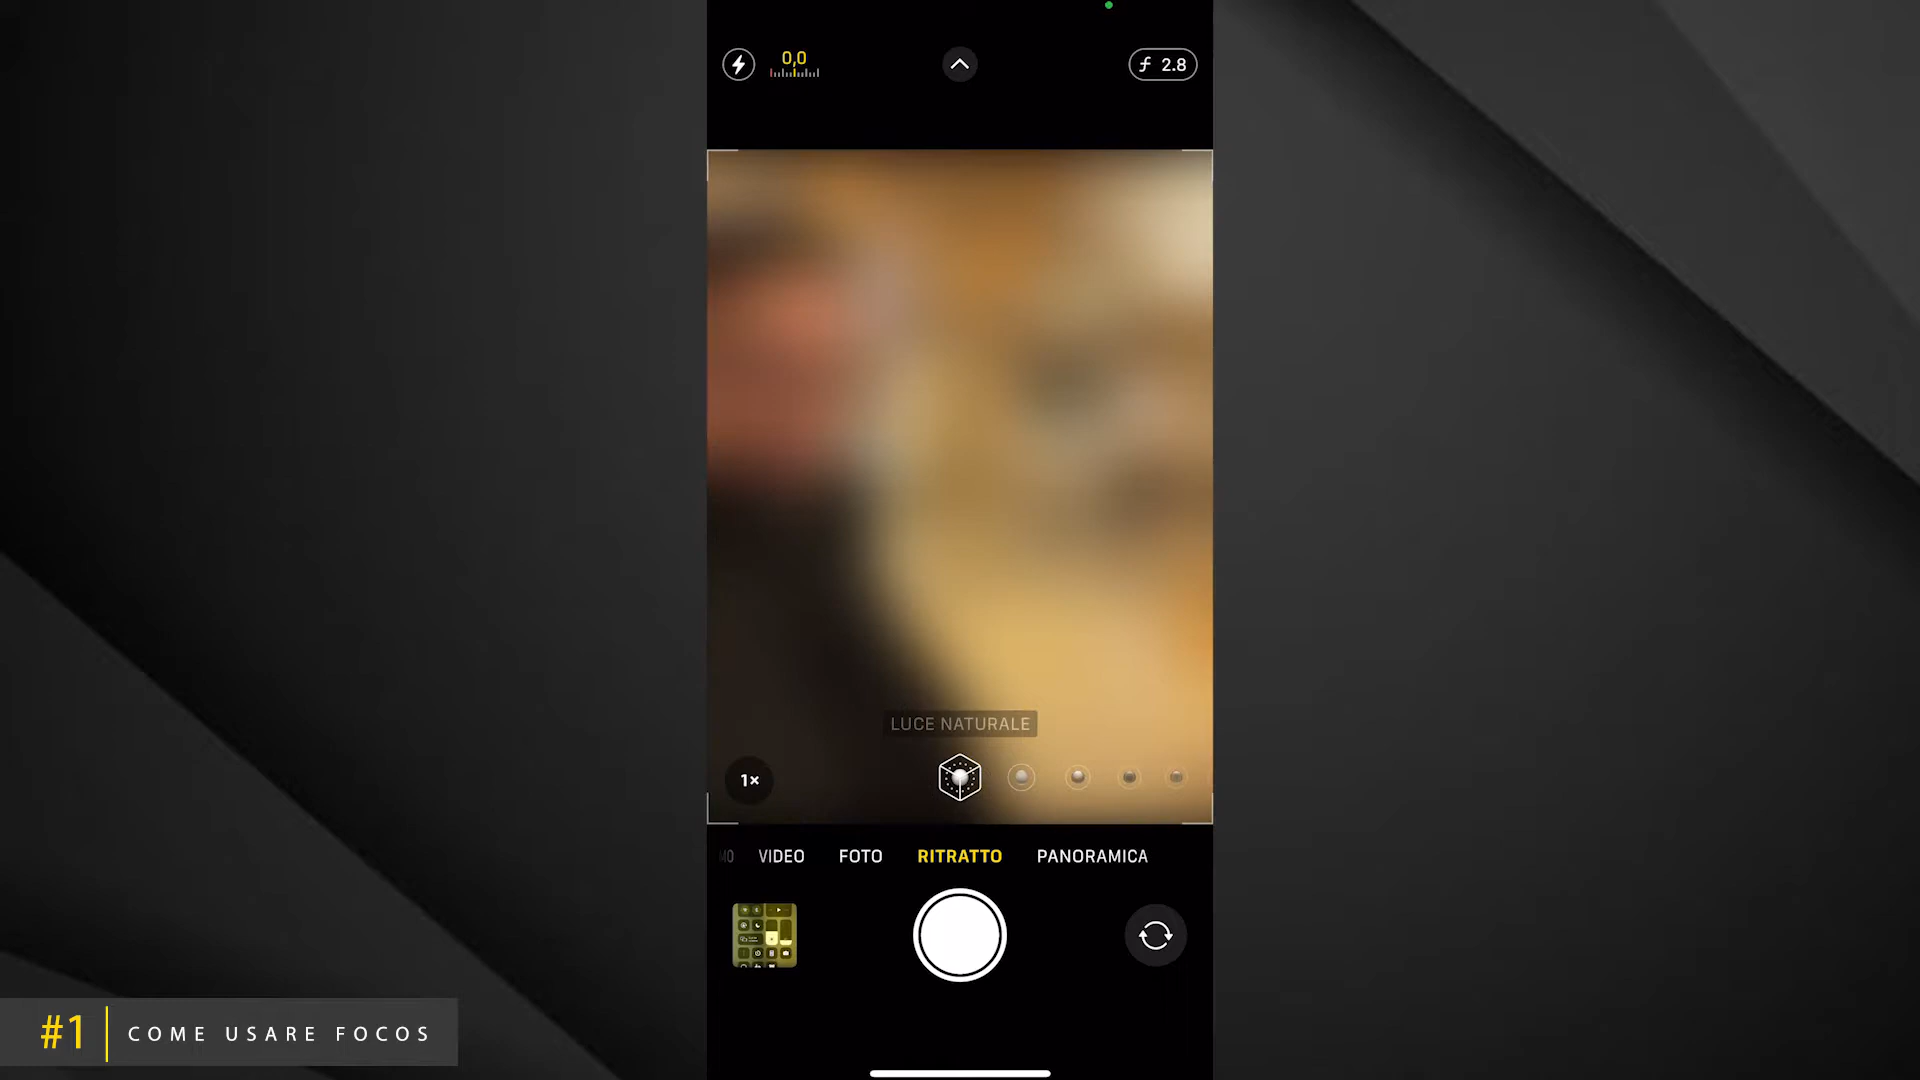 0,0
f 2.8
LUCE NATURALE
1×
VIDEO FOTO RITRATTO PANORAMICA
#1 COME USARE FOCOS